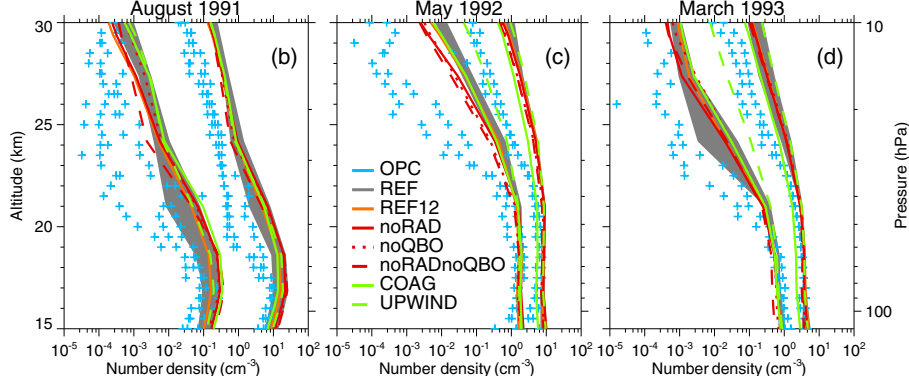 August 1991
May 1992
March 1993
30
25
20
15
Altitude (km)
(b)
(c)
(d)
10
100
Pressure (hPa)
OPC
REF
REF12
noRAD
noQBO
noRADnoQBO
COAG
UPWIND
10-5 10-4 10-3 10-2 10-1 100 101 102
10-5 10-4 10-3 10-2 10-1 100 101 102
10-5 10-4 10-3 10-2 10-1 100 101 102
Number density (cm-3)
Number density (cm-3)
Number density (cm-3)